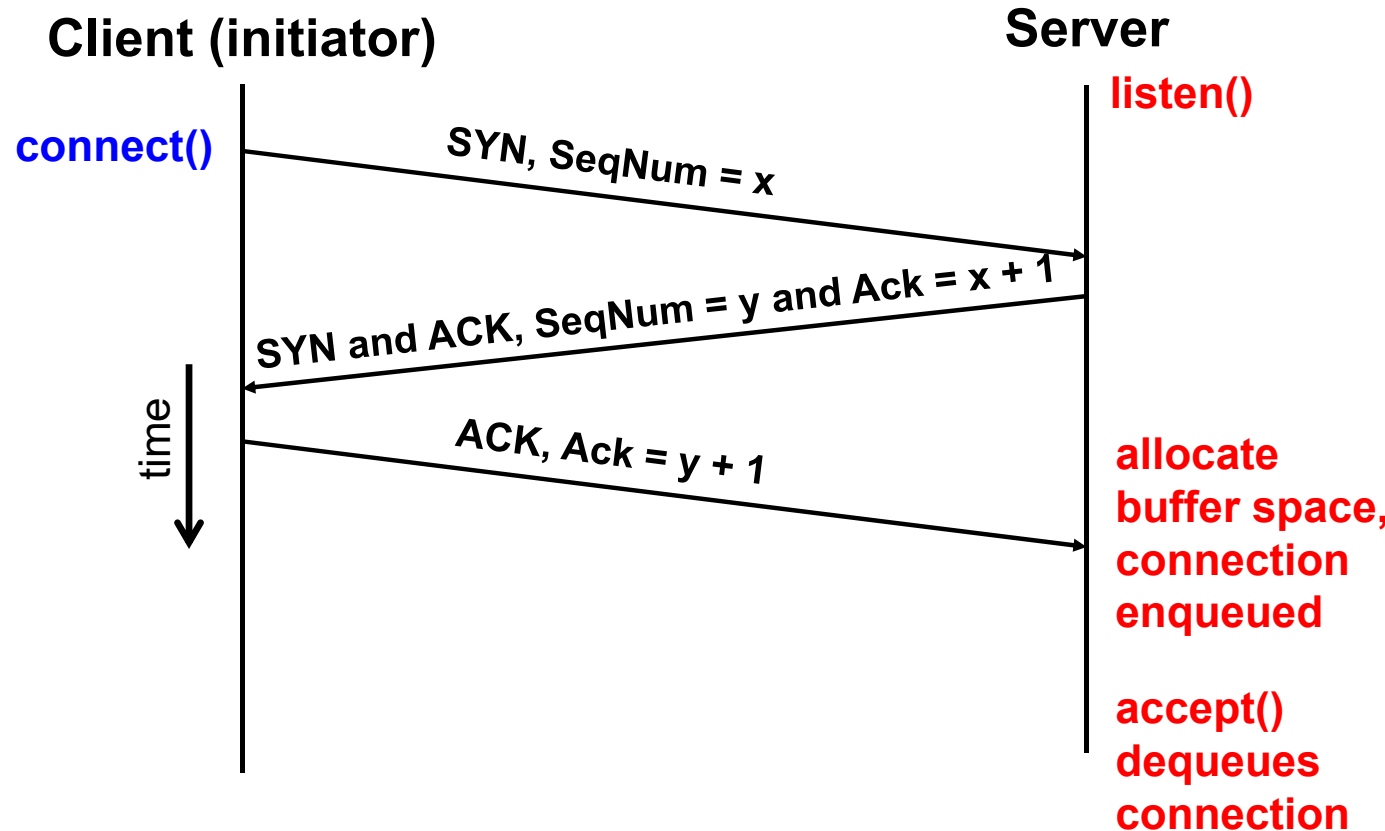 Client (initiator)
Server
listen()
connect()
SYN, SeqNum = x
SYN and ACK, SeqNum = y and Ack = x + 1
time
ACK, Ack = y + 1
allocate
buffer space,
connection
enqueued
accept()
dequeues
connection